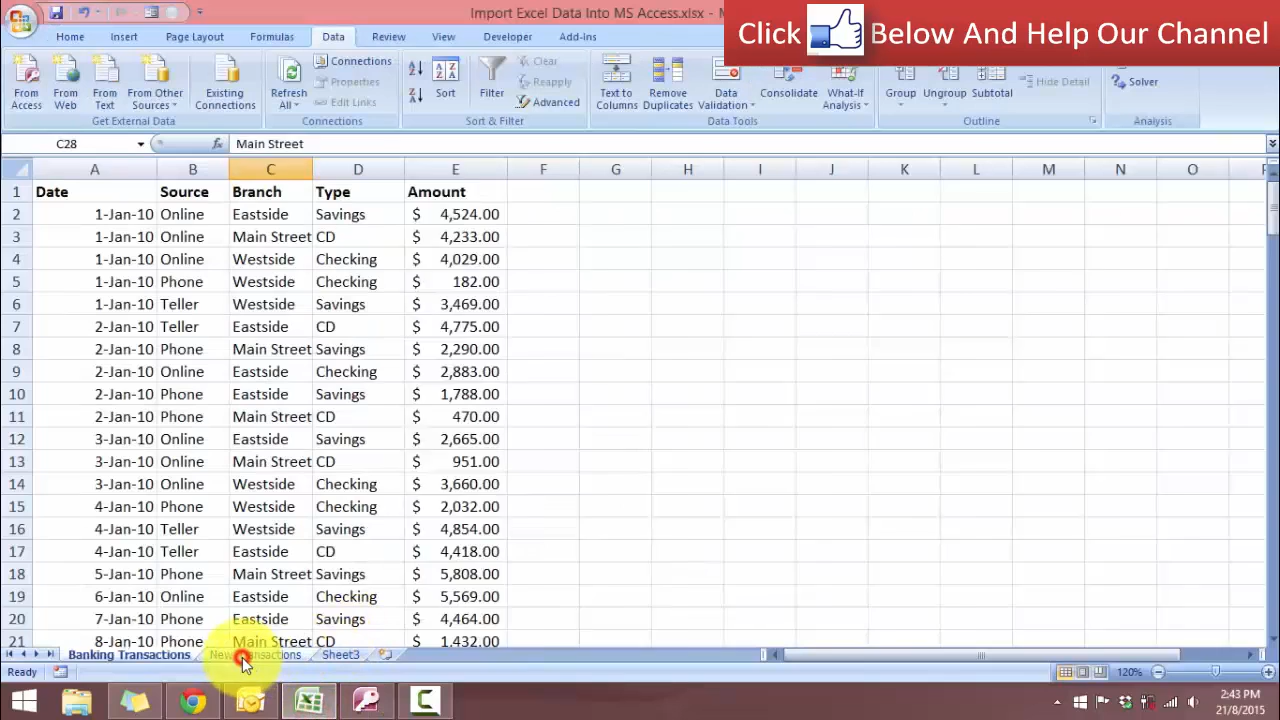 Import Excel Data Into MS Access.xlsx -
Click Below And Help Our Channel
Home Insert Page Layout Formulas Data Review View Developer Add-Ins
From Access
From Web
From Text
From Other Sources
Existing Connections
Get External Data
Refresh All
Connections
Properties
Edit Links
Connections
Sort
Filter
Clear
Reapply
Advanced
Sort & Filter
Text to Columns
Remove Duplicates
Data Validation
Consolidate
What-If Analysis
Data Tools
Group
Ungroup
Subtotal
Hide Detail
Outline
Solver
Analysis
C28 fx Main Street
A B C D E F G H I J K L M N O
1 Date Source Branch Type Amount
2 1-Jan-10 Online Eastside Savings $ 4,524.00
3 1-Jan-10 Online Main Street CD $ 4,233.00
4 1-Jan-10 Online Westside Checking $ 4,029.00
5 1-Jan-10 Phone Westside Checking $ 182.00
6 1-Jan-10 Teller Westside Savings $ 3,469.00
7 2-Jan-10 Teller Eastside CD $ 4,775.00
8 2-Jan-10 Phone Main Street Savings $ 2,290.00
9 2-Jan-10 Online Eastside Checking $ 2,883.00
10 2-Jan-10 Phone Eastside Savings $ 1,788.00
11 2-Jan-10 Phone Main Street CD $ 470.00
12 3-Jan-10 Online Eastside Savings $ 2,665.00
13 3-Jan-10 Online Main Street CD $ 951.00
14 3-Jan-10 Online Westside Checking $ 3,660.00
15 4-Jan-10 Phone Westside Checking $ 2,032.00
16 4-Jan-10 Teller Westside Savings $ 4,854.00
17 4-Jan-10 Teller Eastside CD $ 4,418.00
18 5-Jan-10 Phone Main Street Savings $ 5,808.00
19 6-Jan-10 Online Eastside Checking $ 5,569.00
20 7-Jan-10 Phone Eastside Savings $ 4,464.00
21 8-Jan-10 Phone Main Street CD $ 1,432.00
Banking Transactions New Transactions Sheet3
Ready 120%
2:43 PM
21/8/2015